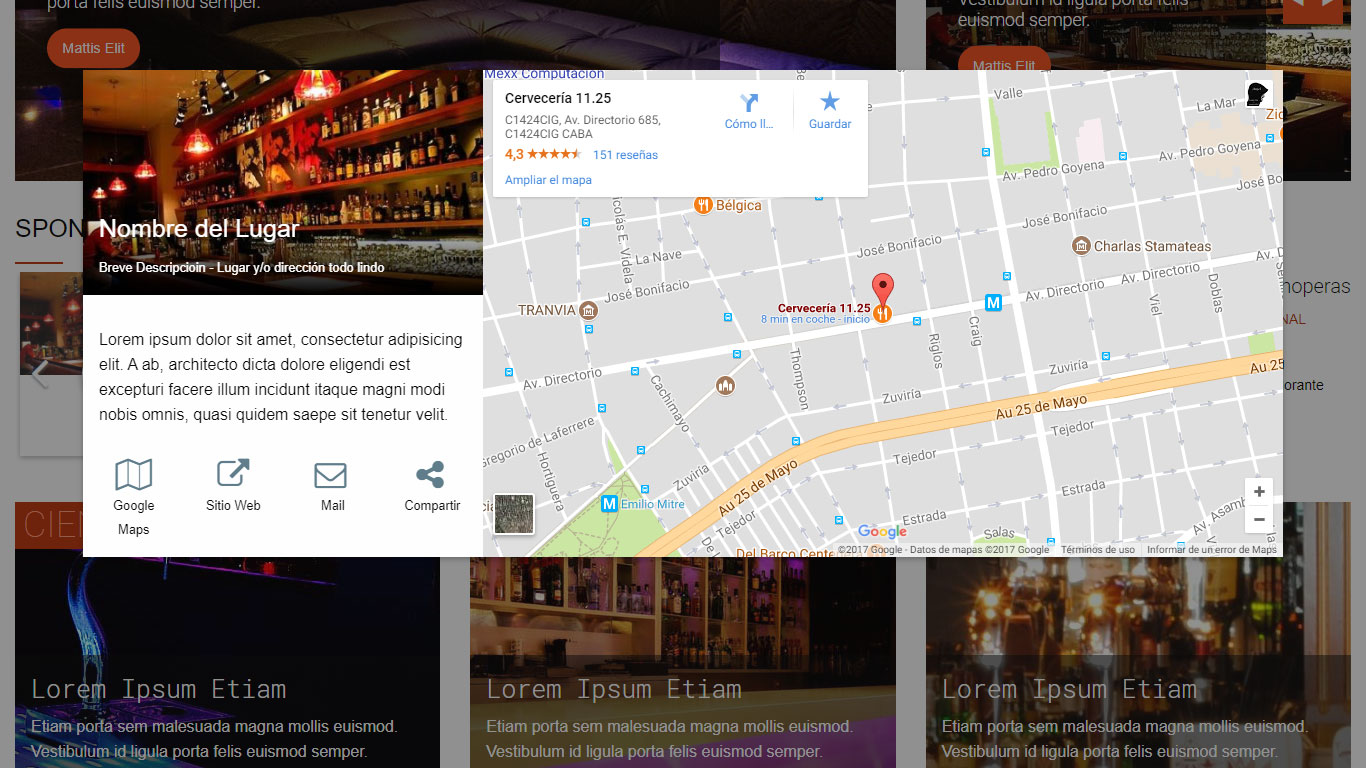 porta felis euismod semper.
Mattis Elit
Vestibulum id ligula porta felis
euismod semper.
Mattis Elit
SPON
Nombre del Lugar
Breve Descripcioin - Lugar y/o dirección todo lindo
Lorem ipsum dolor sit amet, consectetur adipisicing
elit. A ab, architecto dicta dolore eligendi est
excepturi facere illum incidunt itaque magni modi
nobis omnis, quasi quidem saepe sit tenetur velit.
Google
Maps
Sitio Web
Mail
Compartir
Mexx Computación
Cervecería 11.25
C1424CIG, Av. Directorio 685,
C1424CIG CABA
4,3
151 reseñas
Ampliar el mapa
Cómo ll...
Guardar
Valle
La Mar
Zio
Av. Pedro Goyena
Av. Pedro Goyena
José Bo
José Bonifacio
Bélgica
José Bonifacio
Charlas Stamateas
Nicolás E. Videla
La Nave
José Bonifacio
TRANVIA
Av. D
Av. Directorio
Av. Directorio
Cervecería 11.25
8 min en coche - inicio
M
Viel
Doblas
Craig
Riglos
Thompson
Av. Directorio
Cachimayo
Zuviría
Zuviría
Au 25
Au 25 de Mayo
Tejedor
Gregorio de Laferrere
Hortiguera
Zuviría
Tejedor
Au 25 de Mayo
Estrada
M
Emilio Mitre
Tejedor
Estrada
Salas
Av. Asamb
De l
Del Barco Cente
Google
©2017 Google - Datos de mapas ©2017 Google
Términos de uso
Informar de un error de Maps
+
−
noperas
NAL
orante
CIEN
Lorem Ipsum Etiam
Etiam porta sem malesuada magna mollis euismod.
Vestibulum id ligula porta felis euismod semper.
Lorem Ipsum Etiam
Etiam porta sem malesuada magna mollis euismod.
Vestibulum id ligula porta felis euismod semper.
Lorem Ipsum Etiam
Etiam porta sem malesuada magna mollis euismod.
Vestibulum id ligula porta felis euismod semper.